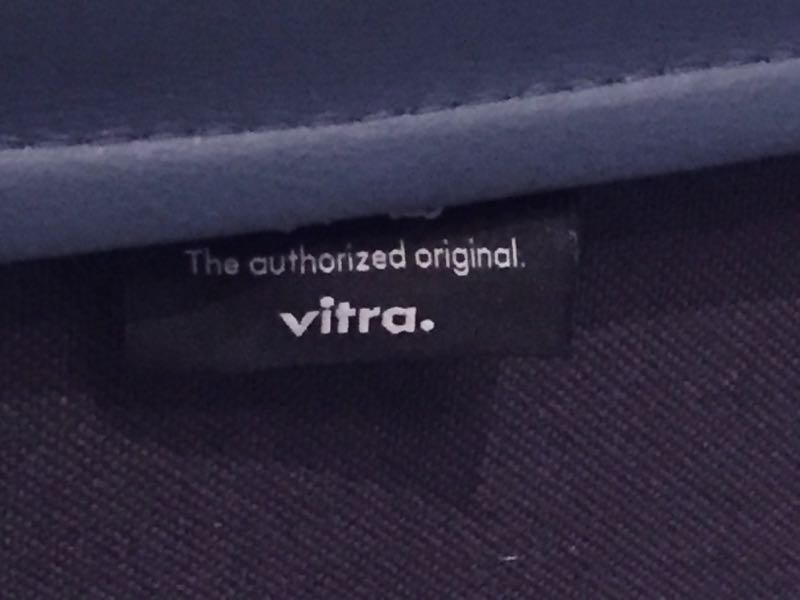 The authorized original.
vitra.